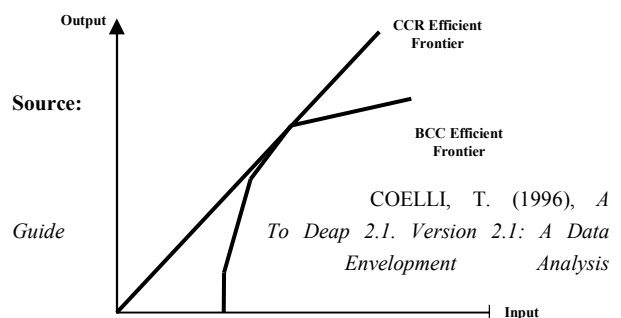 Output
CCR Efficient
Frontier
Source:
BCC Efficient
Frontier
COELLI, T. (1996), A
Guide To Deap 2.1. Version 2.1: A Data
Envelopment Analysis
Input